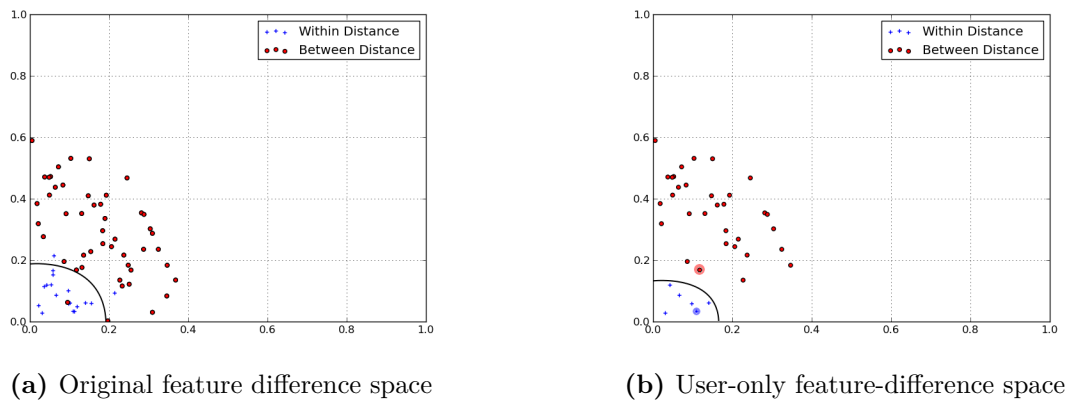 1.0
0.8
0.6
0.4
0.2
0.0
0.0 0.2 0.4 0.6 0.8 1.0
Within Distance
Between Distance
(a) Original feature difference space
1.0
0.8
0.6
0.4
0.2
0.0
0.0 0.2 0.4 0.6 0.8 1.0
Within Distance
Between Distance
(b) User-only feature-difference space